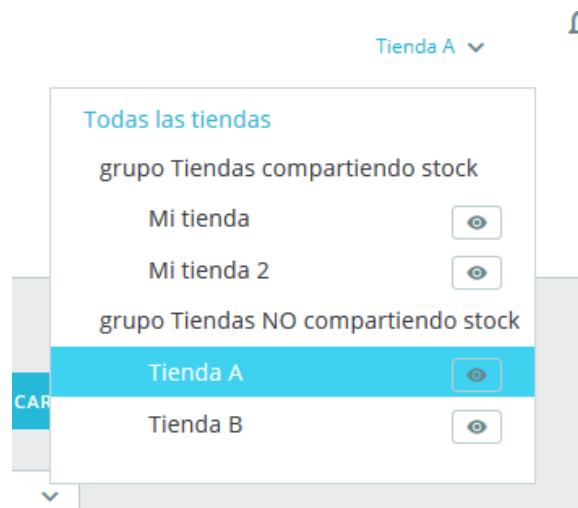 Tienda A
Todas las tiendas
grupo Tiendas compartiendo stock
Mi tienda
Mi tienda 2
grupo Tiendas NO compartiendo stock
Tienda A
CAR
Tienda B